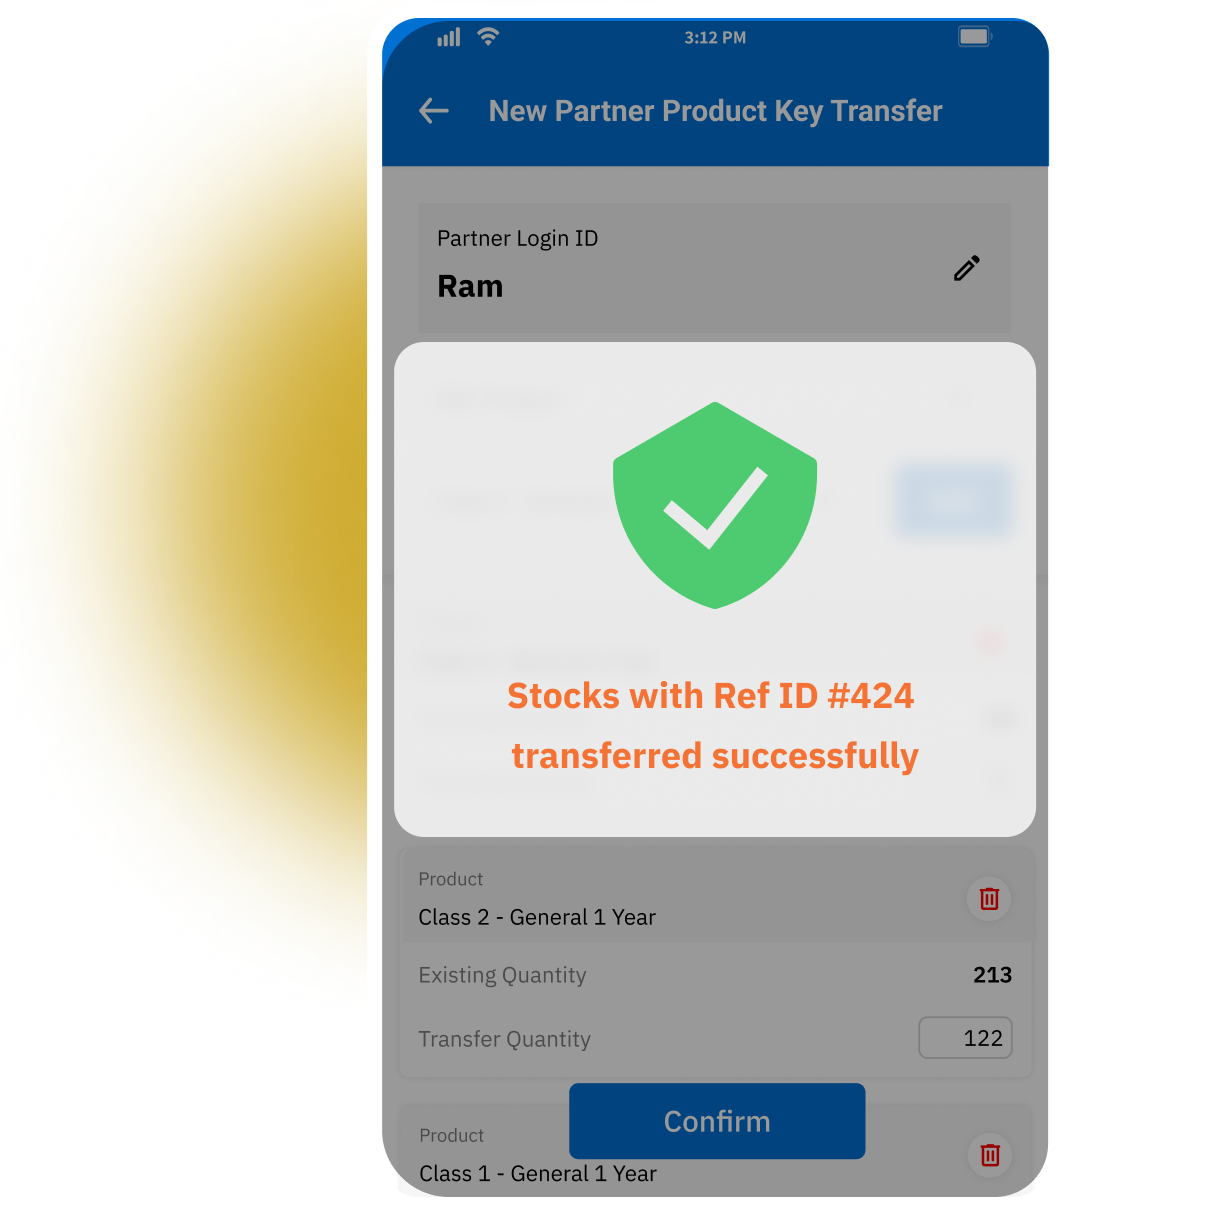 3:12 PM
New Partner Product Key Transfer
Partner Login ID
Ram
Stocks with Ref ID #424
transferred successfully
Product
Class 2 - General 1 Year
Existing Quantity 213
Transfer Quantity 122
Confirm
Product
Class 1 - General 1 Year